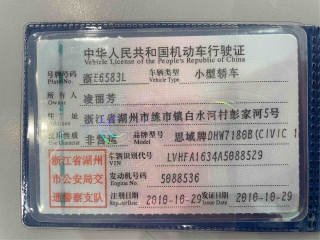 中华人民共和国机动车行驶证
Vehicle License of the People's Republic of China
号牌号码 浙E6583L 车辆类型 小型轿车
Plate No. Vehicle Type
所有人 凌丽芳
Owner
住址 浙江省湖州市练市镇白水河村彭家河5号
Address
使用性质 非营运 品牌型号 思域牌DHW7180B(CIVIC 1
Use Character Model
浙江省湖州 车辆识别代号 LVHFA1634A5088529
VIN
市公安局交 发动机号码 5088536
Engine No.
通警察支队 注册日期 2010-10-29 发证日期 2010-10-29
Register Date Issue Date